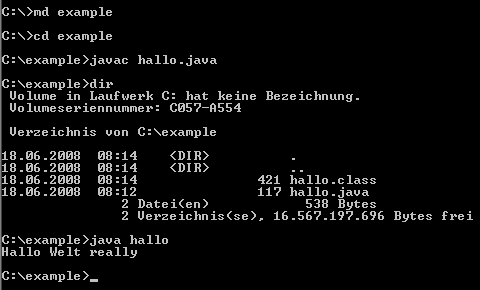 C:\>md example
C:\>cd example
C:\example>javac hallo.java
C:\example>dir
Volume in Laufwerk C: hat keine Bezeichnung.
Volumeseriennummer: C057-A554
Verzeichnis von C:\example
18.06.2008  08:14    <DIR>          .
18.06.2008  08:14    <DIR>          ..
18.06.2008  08:14               421 hallo.class
18.06.2008  08:12               117 hallo.java
2 Datei(en)            538 Bytes
2 Verzeichnis(se), 16.567.197.696 Bytes frei
C:\example>java hallo
Hallo Welt really
C:\example>_